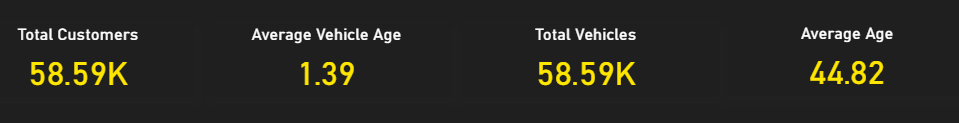 Total Customers
58.59K
Average Vehicle Age
1.39
Total Vehicles
58.59K
Average Age
44.82